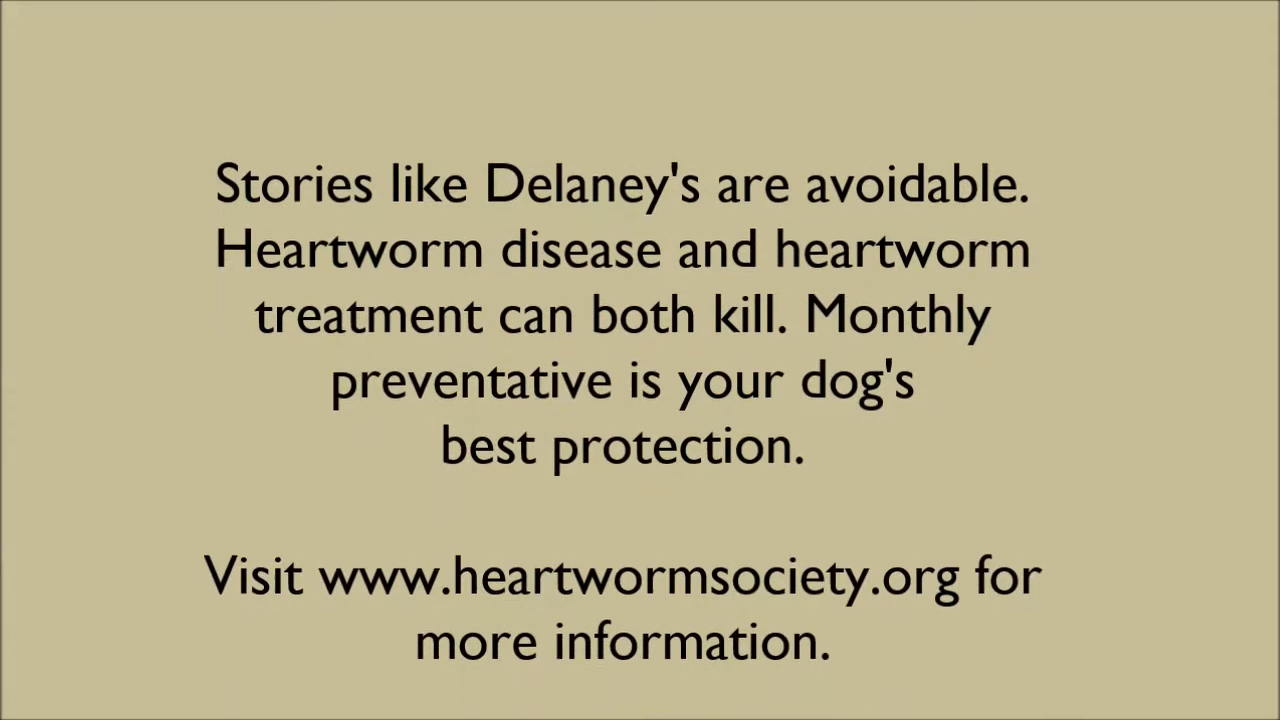 Stories like Delaney's are avoidable.
Heartworm disease and heartworm
treatment can both kill. Monthly
preventative is your dog's
best protection.
Visit www.heartwormsociety.org for
more information.